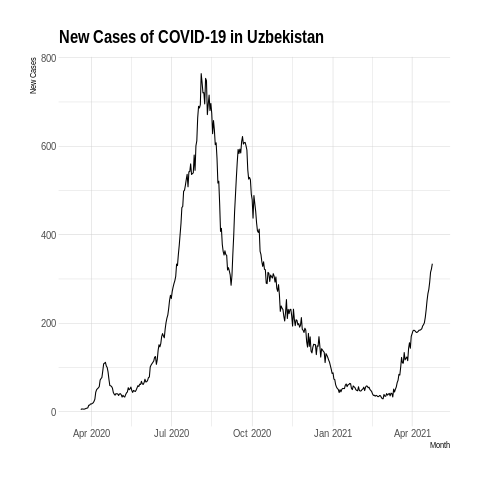 New Cases of COVID-19 in Uzbekistan
New Cases
800
600
400
200
0
Apr 2020 Jul 2020 Oct 2020 Jan 2021 Apr 2021
Month